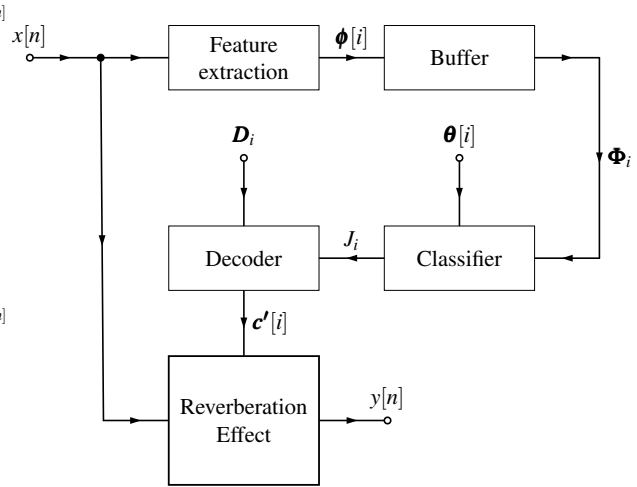 n]
x[n]
Feature
extraction
ϕ[i]
Buffer
D_i
θ[i]
Φ_i
Decoder
J_i
Classifier
n]
c′[i]
Reverberation
Effect
y[n]